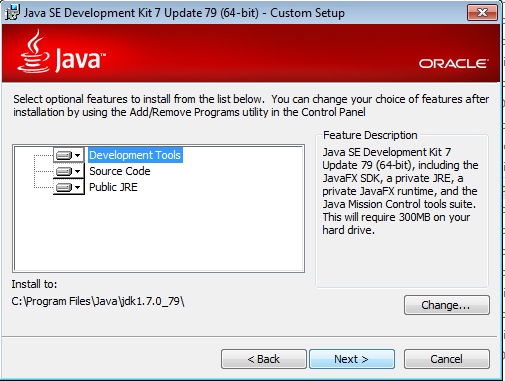 Java SE Development Kit 7 Update 79 (64-bit) - Custom Setup
Java™
ORACLE
Select optional features to install from the list below. You can change your choice of features after
installation by using the Add/Remove Programs utility in the Control Panel
Development Tools
Source Code
Public JRE
Feature Description
Java SE Development Kit 7
Update 79 (64-bit), including the
JavaFX SDK, a private JRE, a
private JavaFX runtime, and the
Java Mission Control tools suite.
This will require 300MB on your
hard drive.
Install to:
C:\Program Files\Java\jdk1.7.0_79\
Change...
< Back
Next >
Cancel